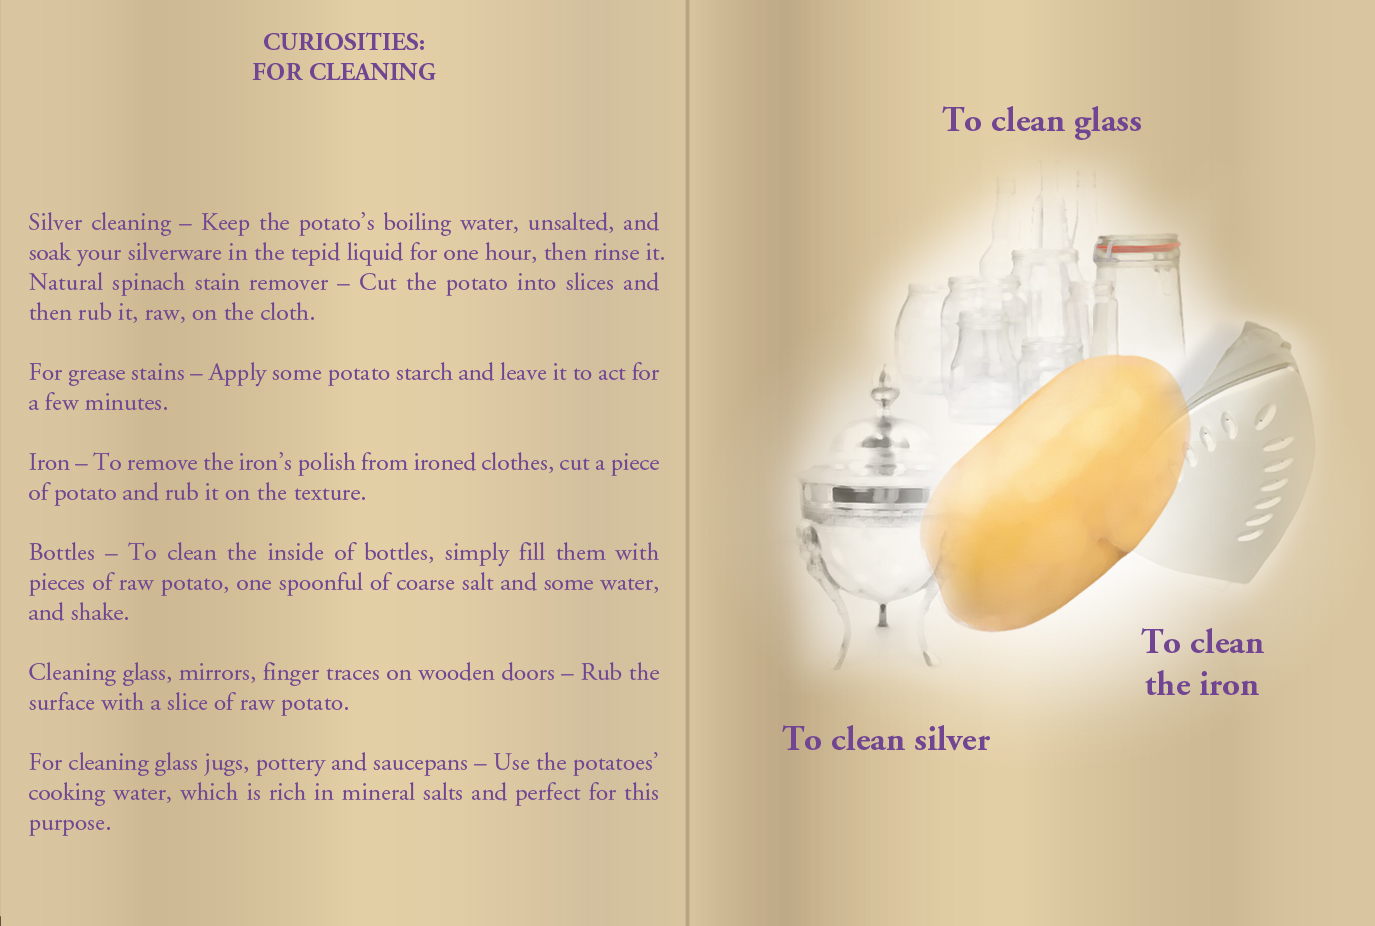 CURIOSITIES:
FOR CLEANING
Silver cleaning – Keep the potato’s boiling water, unsalted, and
soak your silverware in the tepid liquid for one hour, then rinse it.
Natural spinach stain remover – Cut the potato into slices and
then rub it, raw, on the cloth.
For grease stains – Apply some potato starch and leave it to act for
a few minutes.
Iron – To remove the iron’s polish from ironed clothes, cut a piece
of potato and rub it on the texture.
Bottles – To clean the inside of bottles, simply fill them with
pieces of raw potato, one spoonful of coarse salt and some water,
and shake.
Cleaning glass, mirrors, finger traces on wooden doors – Rub the
surface with a slice of raw potato.
For cleaning glass jugs, pottery and saucepans – Use the potatoes’
cooking water, which is rich in mineral salts and perfect for this
purpose.
To clean glass
To clean
the iron
To clean silver